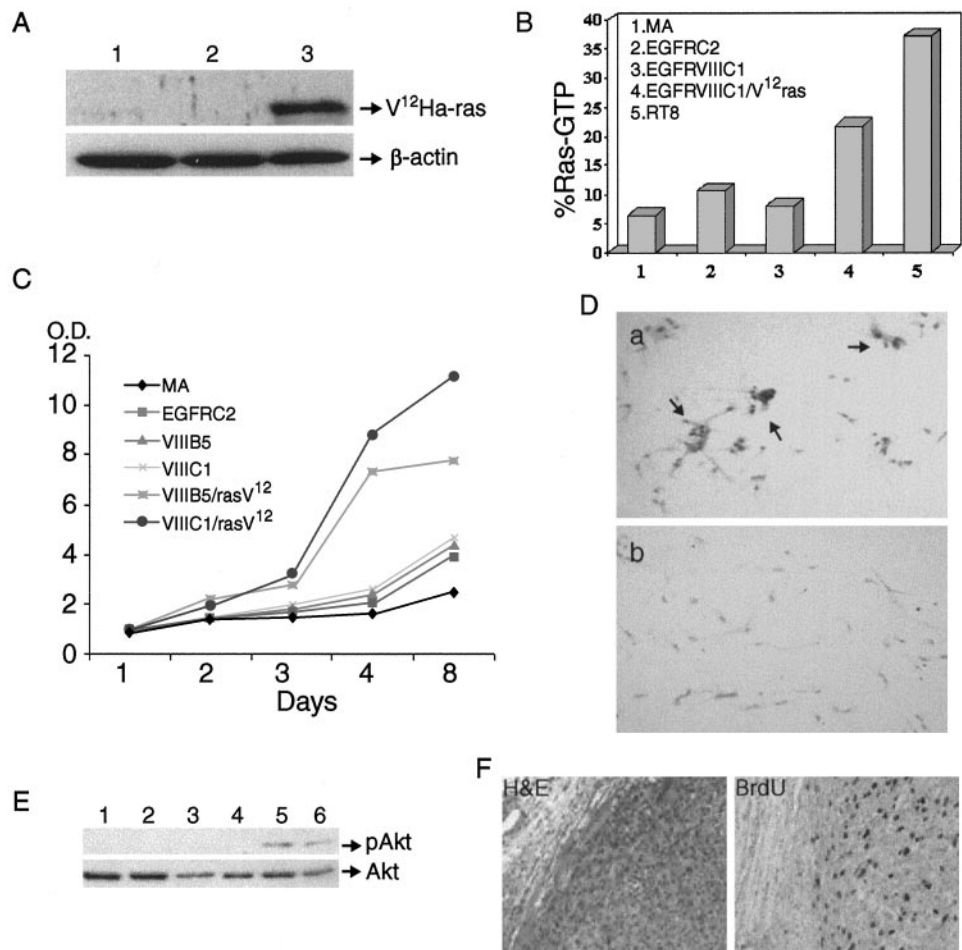 A
1 2 3
V¹²Ha-ras
β-actin
B
%Ras-GTP
40
35
30
25
20
15
10
5
0
1.MA
2.EGFRC2
3.EGFRVIIIC1
4.EGFRVIIIC1/V¹²ras
5.RT8
1 2 3 4 5
C
O.D.
12
10
8
6
4
2
0
MA
EGFRC2
VIIIB5
VIIIC1
VIIIB5/rasV¹²
VIIIC1/rasV¹²
1 2 3 4 8
Days
D
a
b
E
1 2 3 4 5 6
pAkt
Akt
F
H&E
BrdU